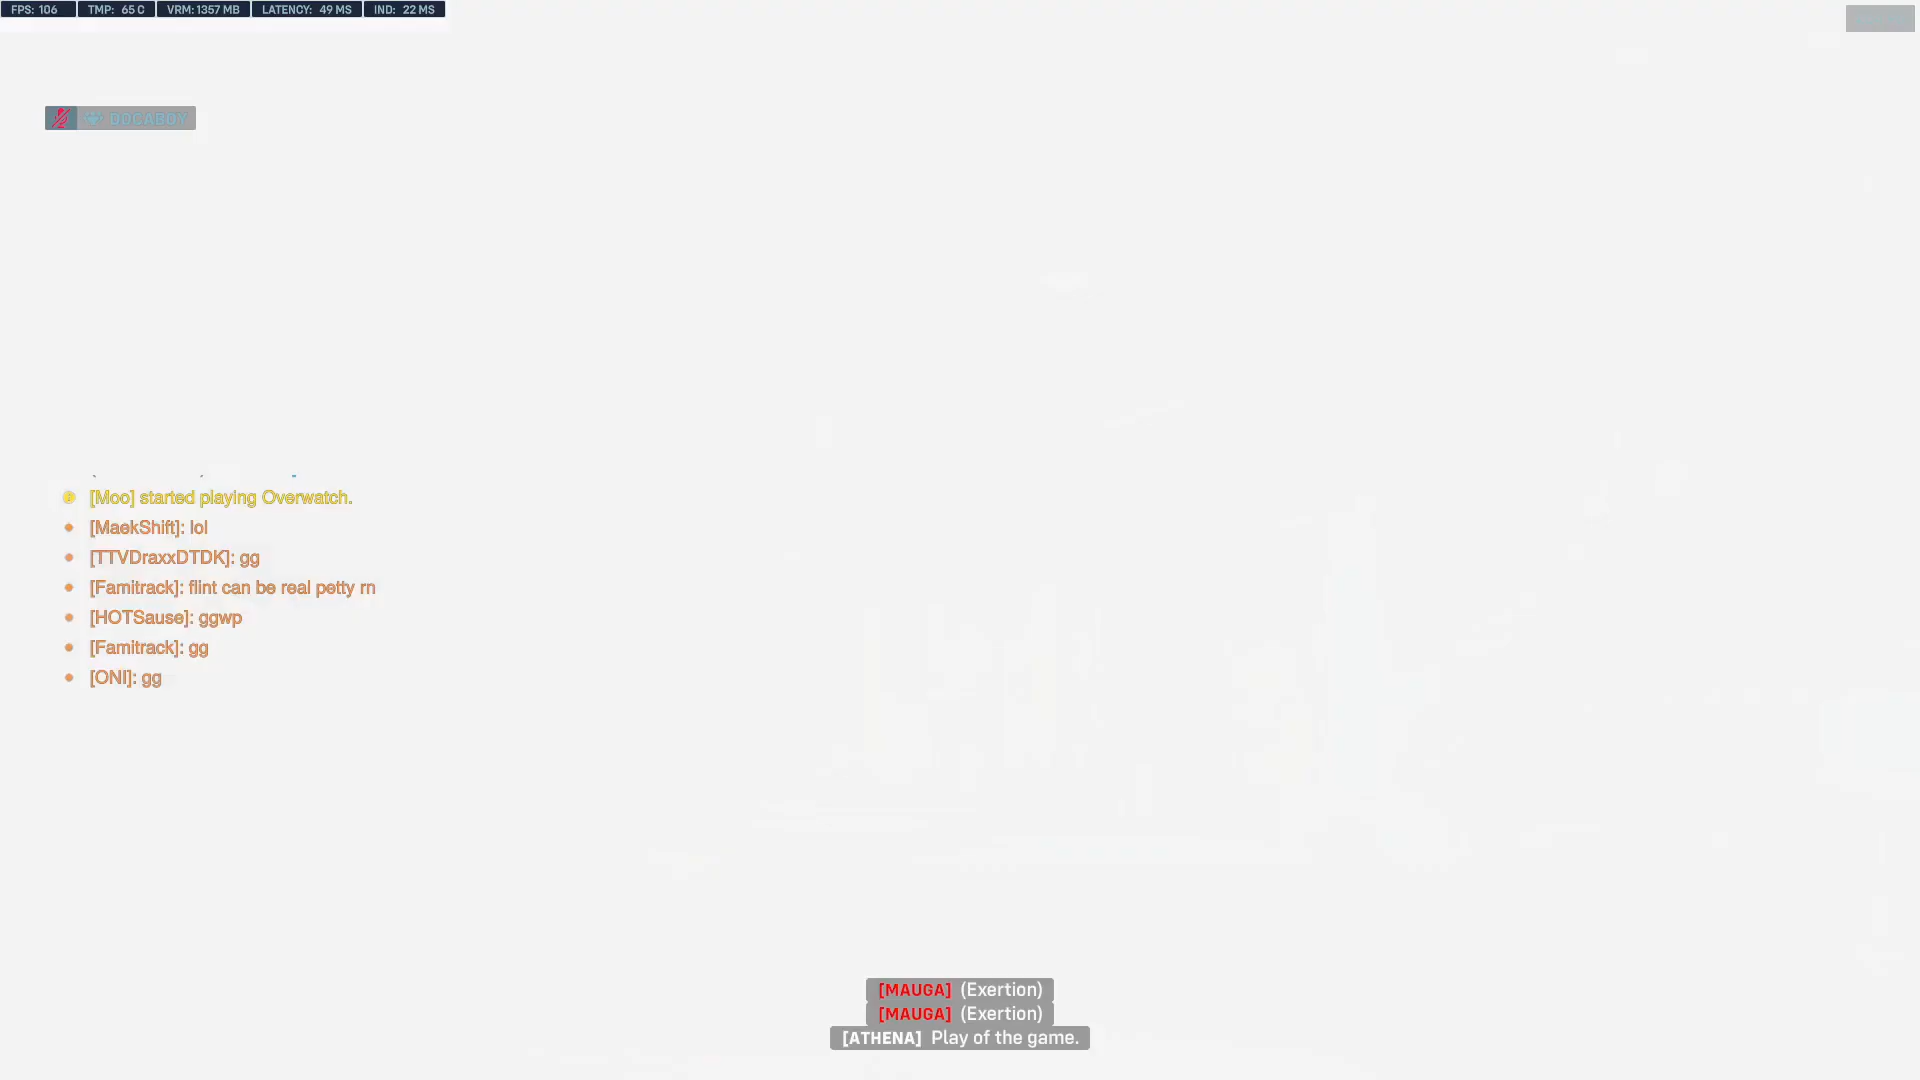 FPS: 106 TMP: 65 C VRM: 1357 MB LATENCY: 49 MS IND: 22 MS
DOCABDY
[Moo] started playing Overwatch.
[MaekShift]: lol
[TTVDraxxDTDK]: gg
[Famitrack]: flint can be real petty rn
[HOTSause]: ggwp
[Famitrack]: gg
[ONI]: gg
[MAUGA] (Exertion)
[MAUGA] (Exertion)
[ATHENA] Play of the game.